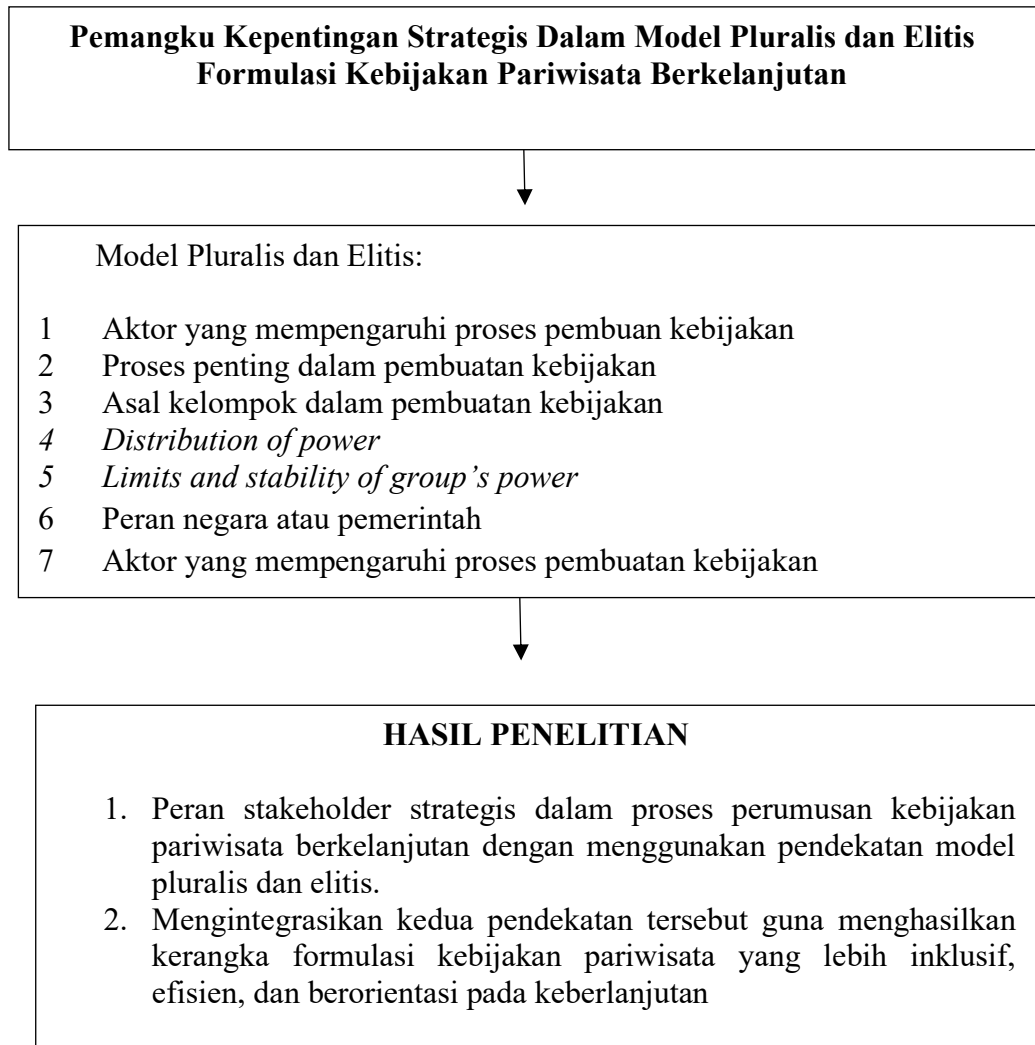 Pemangku Kepentingan Strategis Dalam Model Pluralis dan Elitis
Formulasi Kebijakan Pariwisata Berkelanjutan
Model Pluralis dan Elitis:
1 Aktor yang mempengaruhi proses pembuan kebijakan
2 Proses penting dalam pembuatan kebijakan
3 Asal kelompok dalam pembuatan kebijakan
4 Distribution of power
5 Limits and stability of group’s power
6 Peran negara atau pemerintah
7 Aktor yang mempengaruhi proses pembuatan kebijakan
HASIL PENELITIAN
1. Peran stakeholder strategis dalam proses perumusan kebijakan
pariwisata berkelanjutan dengan menggunakan pendekatan model
pluralis dan elitis.
2. Mengintegrasikan kedua pendekatan tersebut guna menghasilkan
kerangka formulasi kebijakan pariwisata yang lebih inklusif,
efisien, dan berorientasi pada keberlanjutan